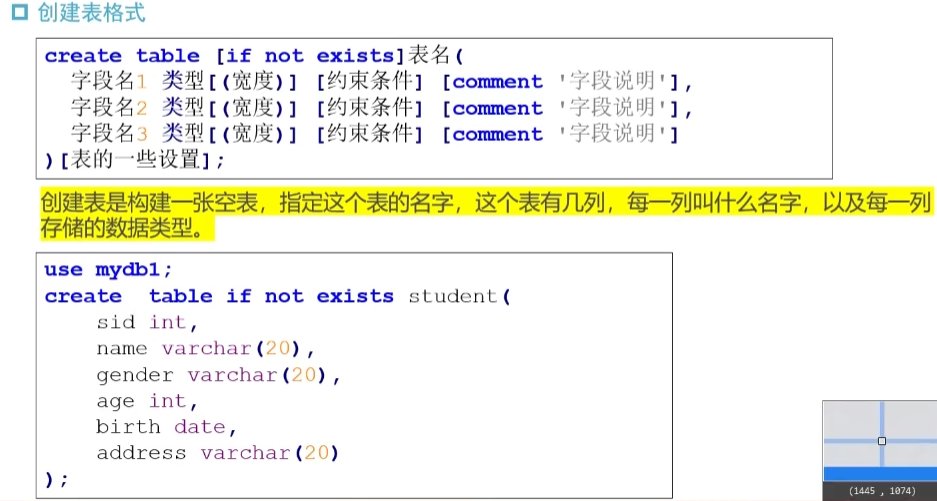 创建表格式
create table [if not exists]表名(
字段名1 类型[(宽度)] [约束条件] [comment '字段说明'],
字段名2 类型[(宽度)] [约束条件] [comment '字段说明'],
字段名3 类型[(宽度)] [约束条件] [comment '字段说明']
)[表的一些设置];
创建表是构建一张空表，指定这个表的名字，这个表有几列，每一列叫什么名字，以及每一列
存储的数据类型。
use mydb1;
create table if not exists student(
sid int,
name varchar(20),
gender varchar(20),
age int,
birth date,
address varchar(20)
);
(1445 , 1074)